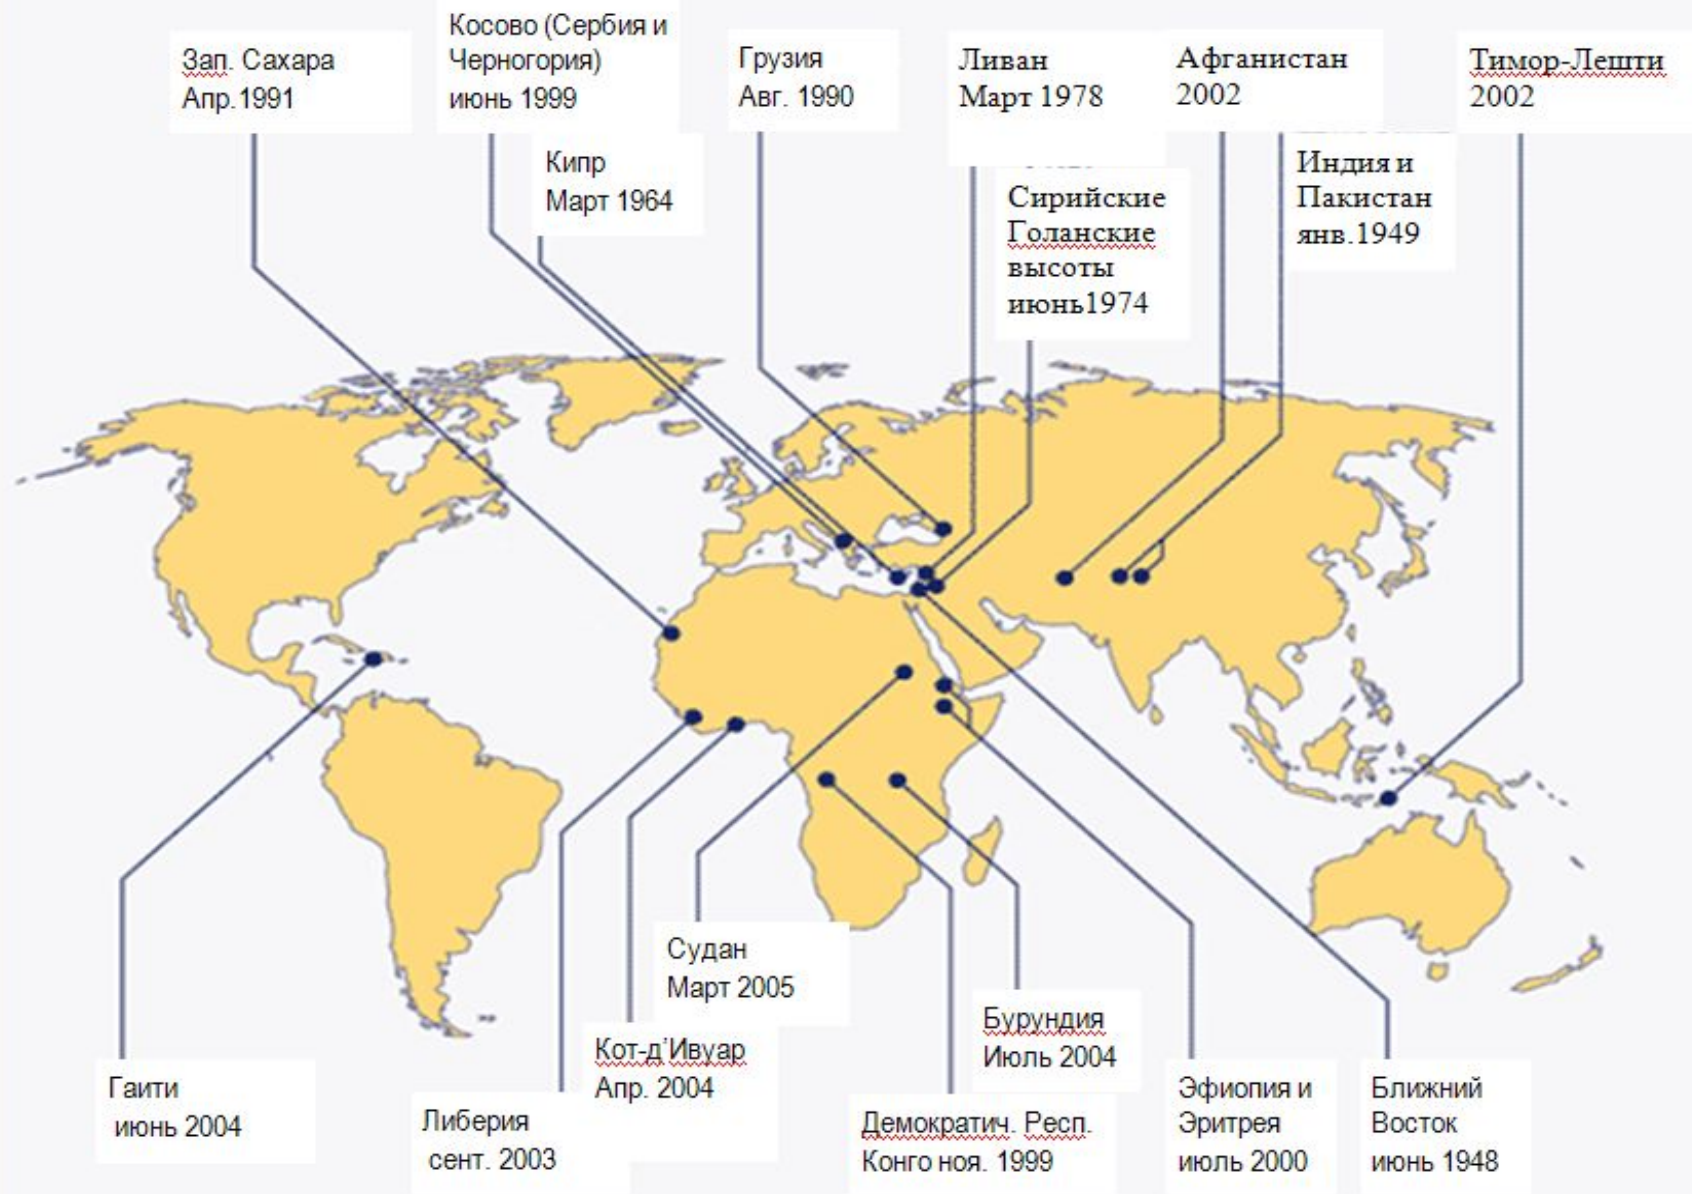 Зап. Сахара
Апр.1991
Косово (Сербия и
Черногория)
июнь 1999
Кипр
Март 1964
Грузия
Авг. 1990
Ливан
Март 1978
Сирийские
Голанские
высоты
июнь1974
Афганистан
2002
Индия и
Пакистан
янв.1949
Тимор-Лешти
2002
Гаити
июнь 2004
Либерия
сент. 2003
Кот-д’Ивуар
Апр. 2004
Судан
Март 2005
Демократич. Респ.
Конго ноя. 1999
Бурундия
Июль 2004
Эфиопия и
Эритрея
июль 2000
Ближний
Восток
июнь 1948